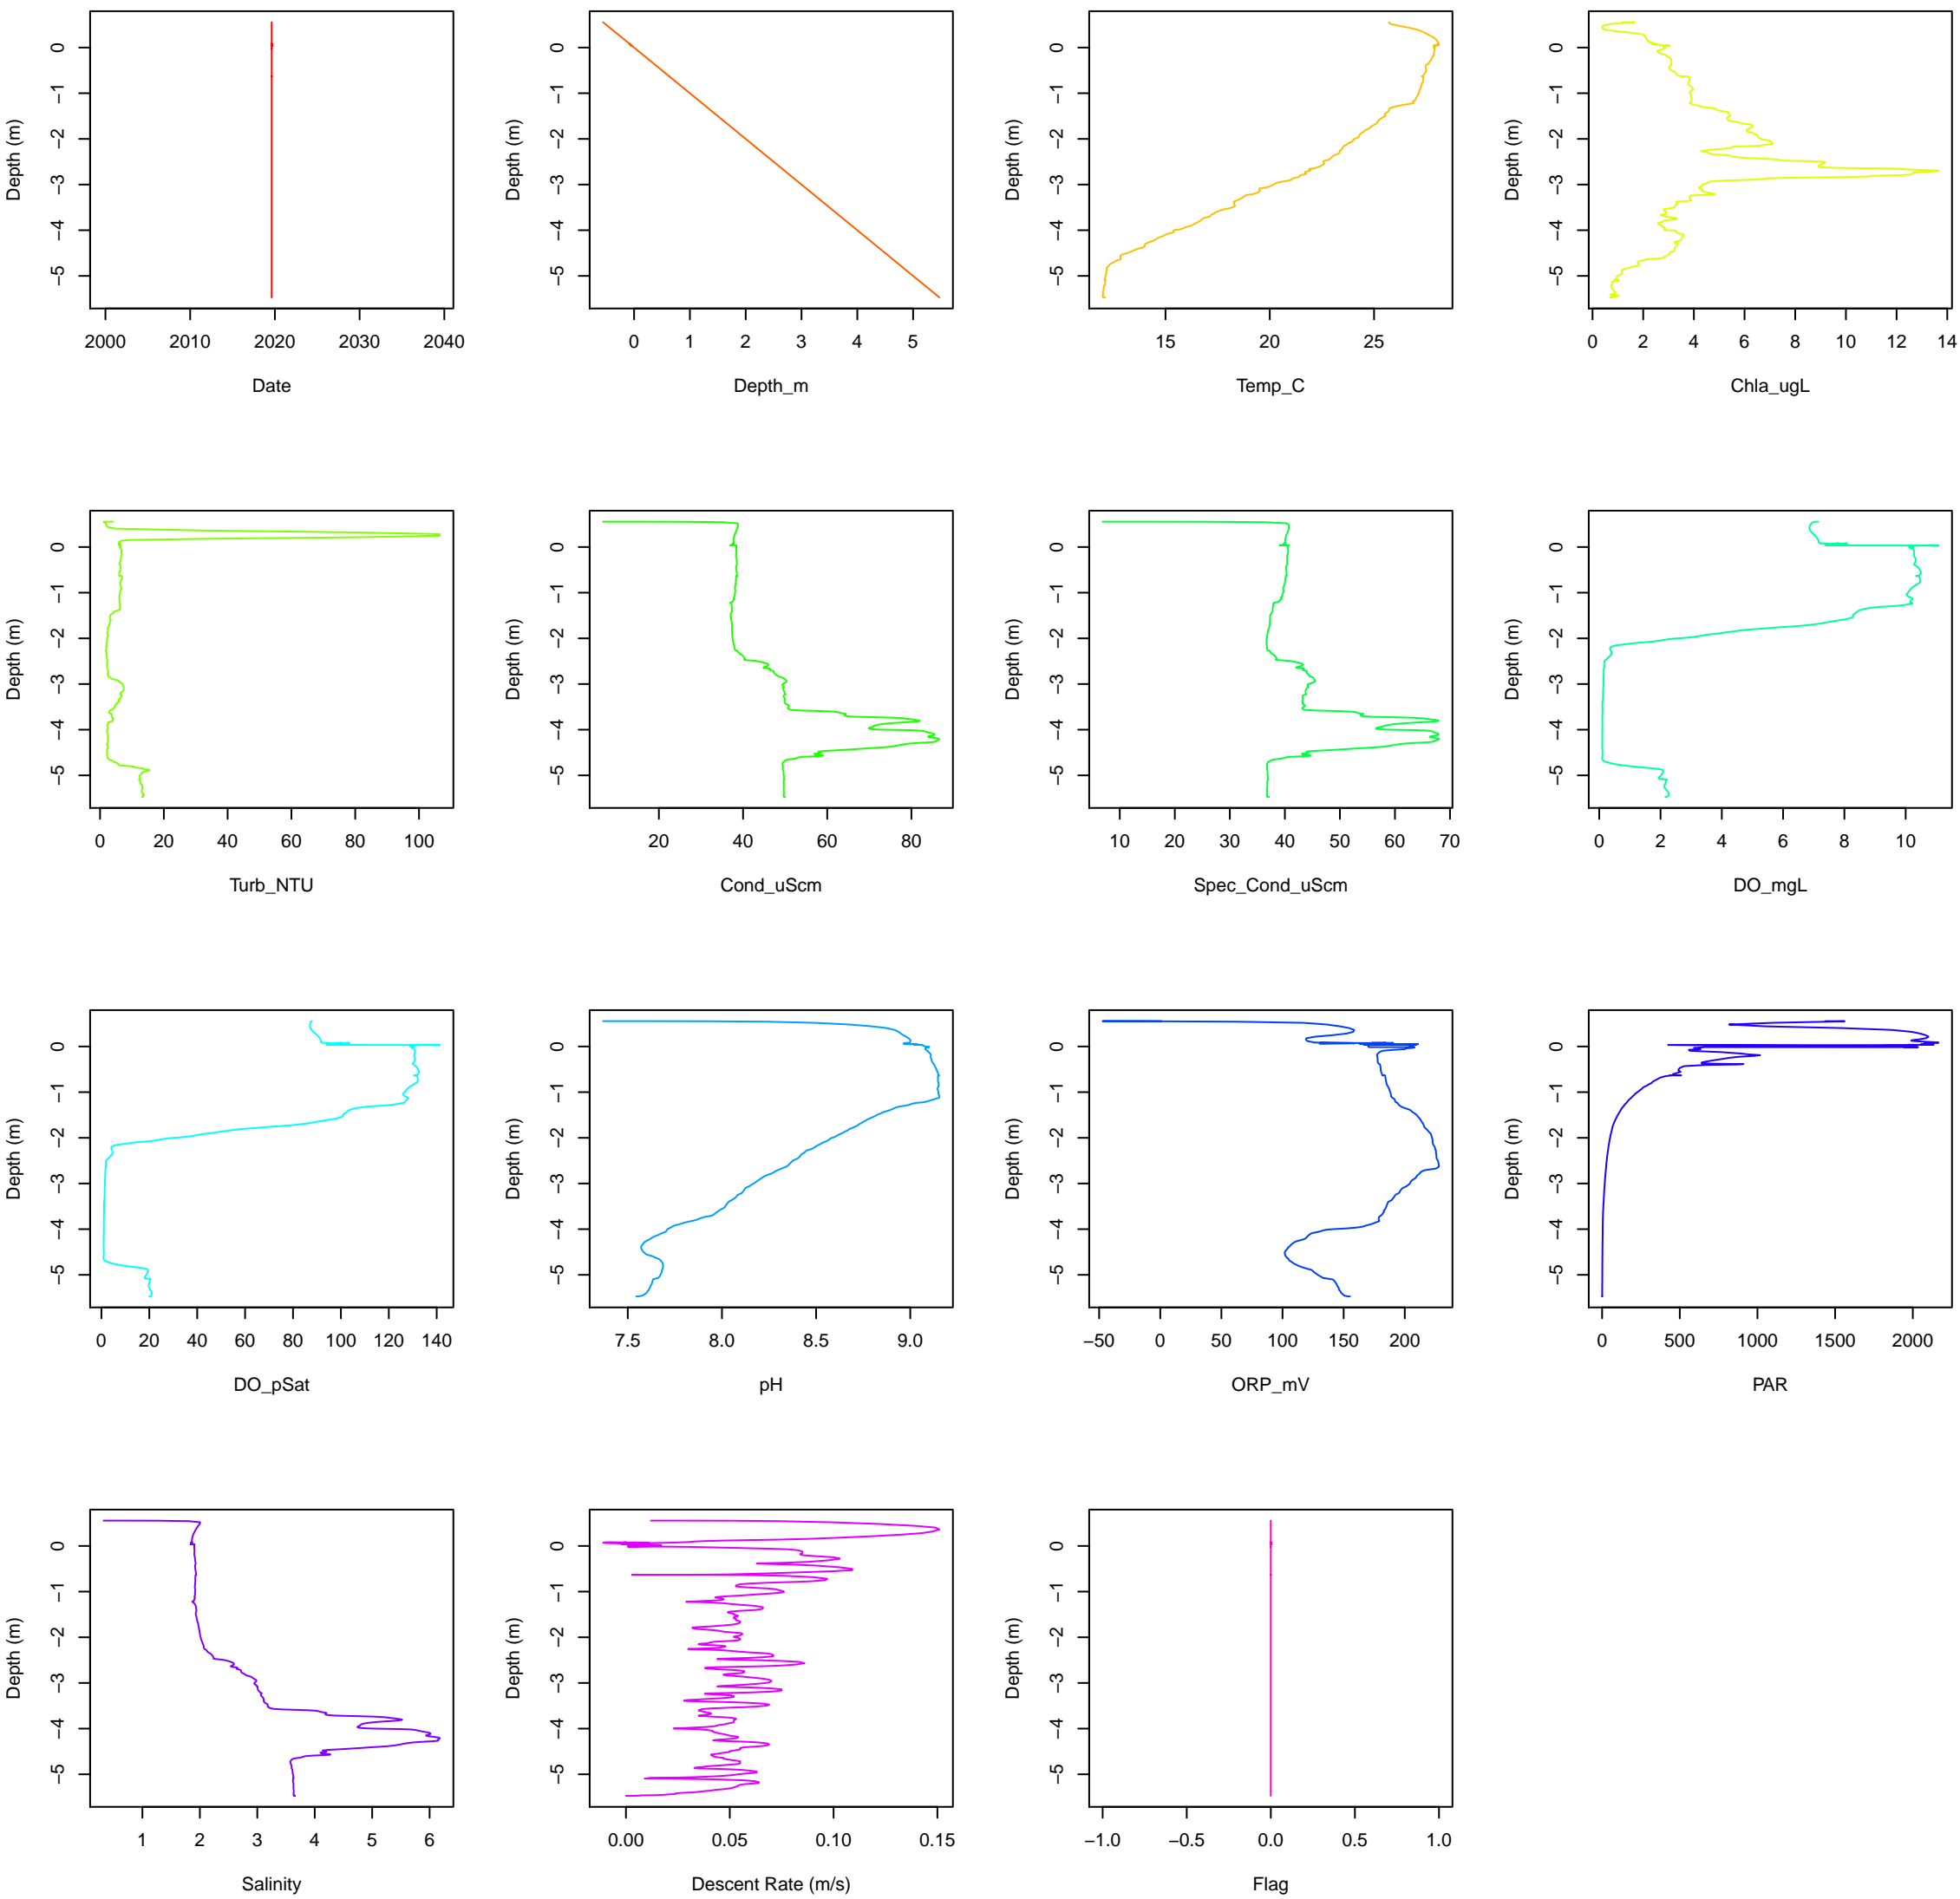 0 −1 −2 −3 −4 −5
Depth (m)
2000 2010 2020 2030 2040
Date
0 −1 −2 −3 −4 −5
Depth (m)
0 1 2 3 4 5
Depth_m
0 −1 −2 −3 −4 −5
Depth (m)
15 20 25
Temp_C
0 −1 −2 −3 −4 −5
Depth (m)
0 2 4 6 8 10 12 14
Chla_ugL
0 −1 −2 −3 −4 −5
Depth (m)
0 20 40 60 80 100
Turb_NTU
0 −1 −2 −3 −4 −5
Depth (m)
20 40 60 80
Cond_uScm
0 −1 −2 −3 −4 −5
Depth (m)
10 20 30 40 50 60 70
Spec_Cond_uScm
0 −1 −2 −3 −4 −5
Depth (m)
0 2 4 6 8 10
DO_mgL
0 −1 −2 −3 −4 −5
Depth (m)
0 20 40 60 80 100 120 140
DO_pSat
0 −1 −2 −3 −4 −5
Depth (m)
7.5 8.0 8.5 9.0
pH
0 −1 −2 −3 −4 −5
Depth (m)
−50 0 50 100 150 200
ORP_mV
0 −1 −2 −3 −4 −5
Depth (m)
0 500 1000 1500 2000
PAR
0 −1 −2 −3 −4 −5
Depth (m)
1 2 3 4 5 6
Salinity
0 −1 −2 −3 −4 −5
Depth (m)
0.00 0.05 0.10 0.15
Descent Rate (m/s)
0 −1 −2 −3 −4 −5
Depth (m)
−1.0 −0.5 0.0 0.5 1.0
Flag